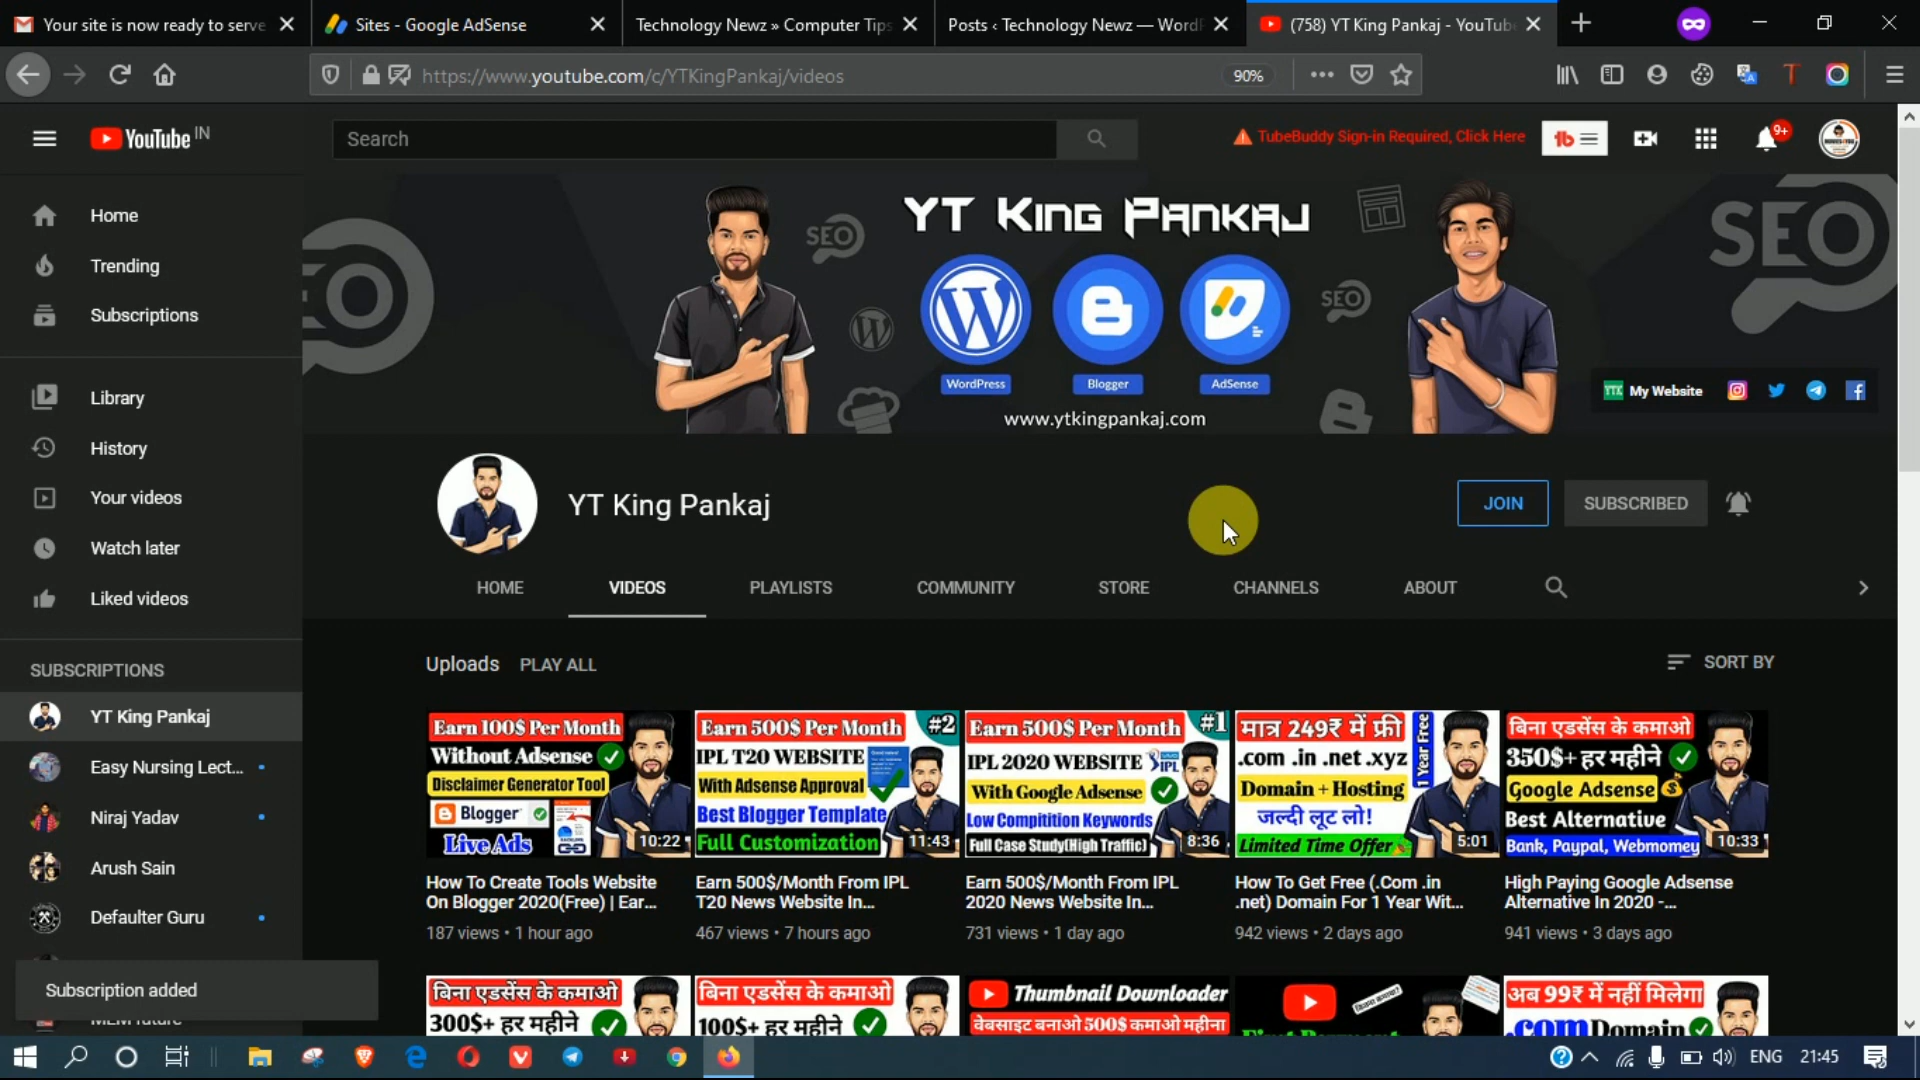 Your site is now ready to serve
Sites - Google AdSense
Technology Newz » Computer Tips
Posts ‹ Technology Newz — WordP
(758) YT King Pankaj - YouTube
https://www.youtube.com/c/YTKingPankaj/videos
90%
YouTube IN
Search
TubeBuddy Sign-in Required, Click Here
tb
9+
Home
Trending
Subscriptions
Library
History
Your videos
Watch later
Liked videos
SUBSCRIPTIONS
YT King Pankaj
Easy Nursing Lect...
Niraj Yadav
Arush Sain
Defaulter Guru
Subscription added
YT King Pankaj
SEO
SEO
SEO
WordPress
Blogger
AdSense
www.ytkingpankaj.com
YTK My Website
YT King Pankaj
JOIN
SUBSCRIBED
HOME
VIDEOS
PLAYLISTS
COMMUNITY
STORE
CHANNELS
ABOUT
Uploads
PLAY ALL
SORT BY
Earn 100$ Per Month
Without Adsense
Disclaimer Generator Tool
Blogger
Live Ads
10:22
How To Create Tools Website
On Blogger 2020(Free) | Ear...
187 views • 1 hour ago
Earn 500$ Per Month #2
IPL T20 WEBSITE
With Adsense Approval
Best Blogger Template
Full Customization
11:43
Earn 500$/Month From IPL
T20 News Website In...
467 views • 7 hours ago
Earn 500$ Per Month #1
IPL 2020 WEBSITE
IPL
With Google Adsense
Low Compitition Keywords
Full Case Study(High Traffic)
8:36
Earn 500$/Month From IPL
2020 News Website In...
731 views • 1 day ago
मात्र 249₹ में फ्री
.com .in .net .xyz
Domain + Hosting
जल्दी लूट लो!
Limited Time Offer
1 Year Free
5:01
How To Get Free (.Com .in
.net) Domain For 1 Year Wit...
942 views • 2 days ago
बिना एडसेंस के कमाओ
350$+ हर महीने
Google Adsense
Best Alternative
Bank, Paypal, Webmomey
10:33
High Paying Google Adsense
Alternative In 2020 -...
941 views • 3 days ago
बिना एडसेंस के कमाओ
300$+ हर महीने
बिना एडसेंस के कमाओ
100$+ हर महीने
Thumbnail Downloader
वेबसाइट बनाओ 500$ कमाओ महीना
अब 99₹ में नहीं मिलेगा
.com Domain
ENG
21:45